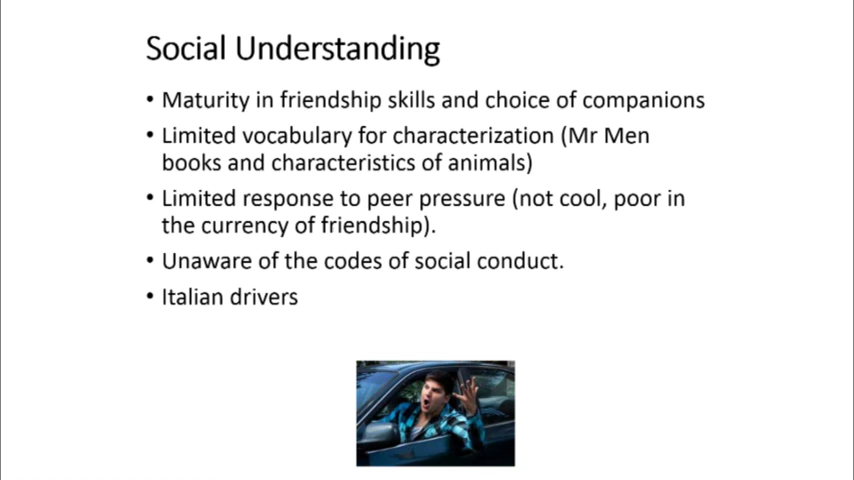 Social Understanding
• Maturity in friendship skills and choice of companions
• Limited vocabulary for characterization (Mr Men
books and characteristics of animals)
• Limited response to peer pressure (not cool, poor in
the currency of friendship).
• Unaware of the codes of social conduct.
• Italian drivers